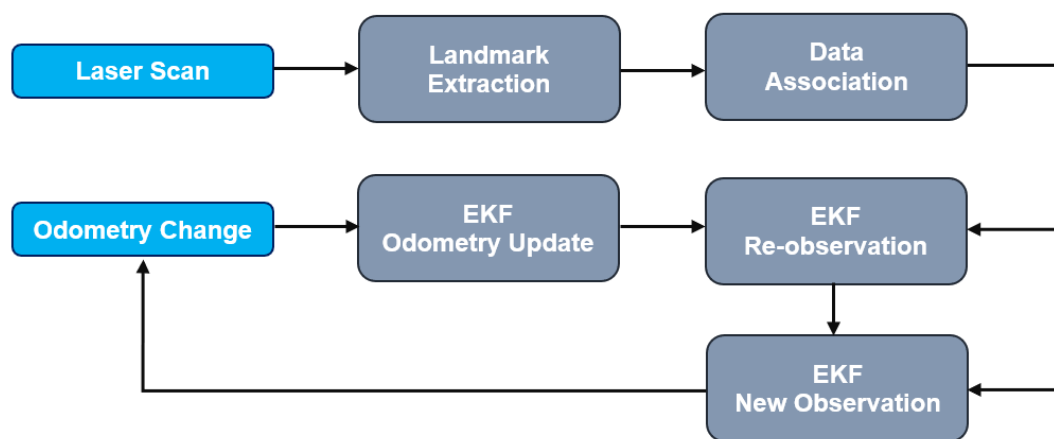 Laser Scan
Landmark
Extraction
Data
Association
Odometry Change
EKF
Odometry Update
EKF
Re-observation
EKF
New Observation